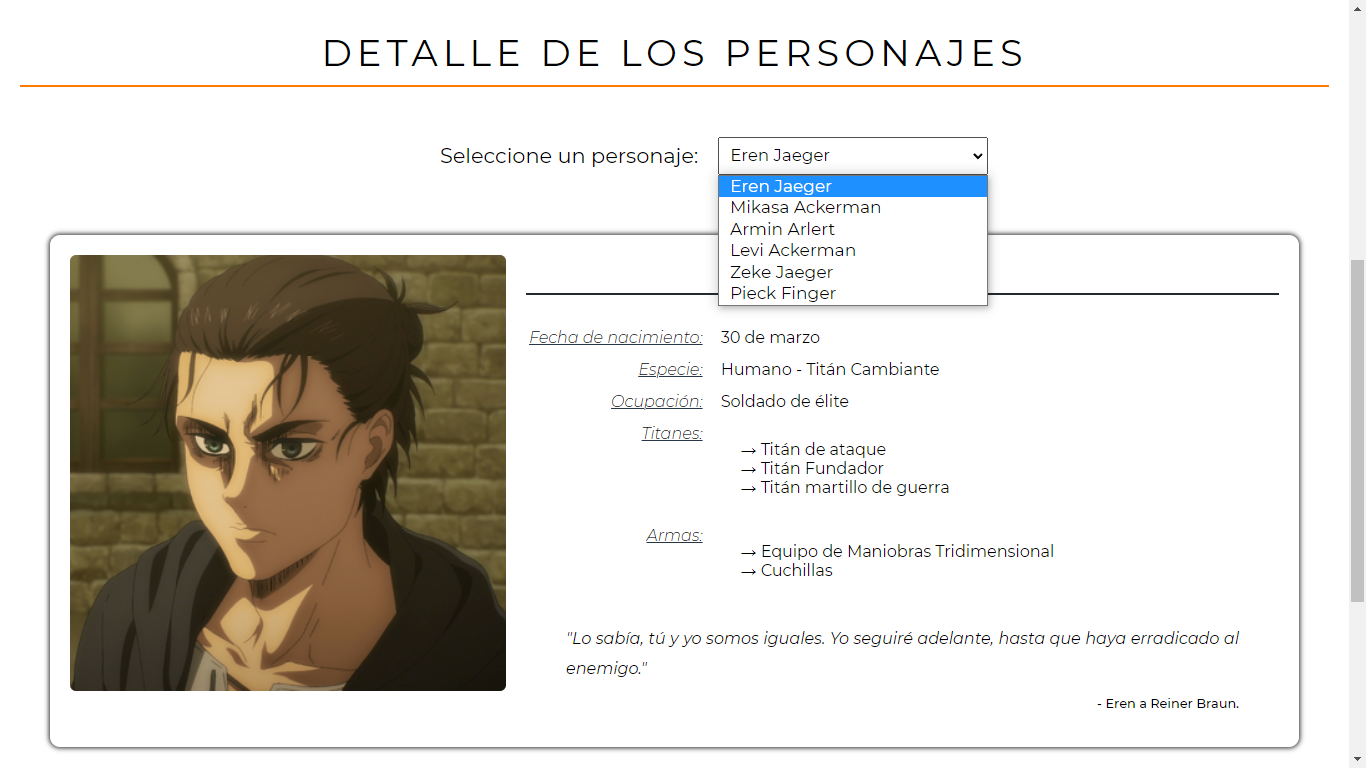 DETALLE DE LOS PERSONAJES
Seleccione un personaje: Eren Jaeger
Eren Jaeger
Mikasa Ackerman
Armin Arlert
Levi Ackerman
Zeke Jaeger
Pieck Finger
Fecha de nacimiento: 30 de marzo
Especie: Humano - Titán Cambiante
Ocupación: Soldado de élite
Titanes:
→ Titán de ataque
→ Titán Fundador
→ Titán martillo de guerra
Armas:
→ Equipo de Maniobras Tridimensional
→ Cuchillas
"Lo sabía, tú y yo somos iguales. Yo seguiré adelante, hasta que haya erradicado al
enemigo."
- Eren a Reiner Braun.